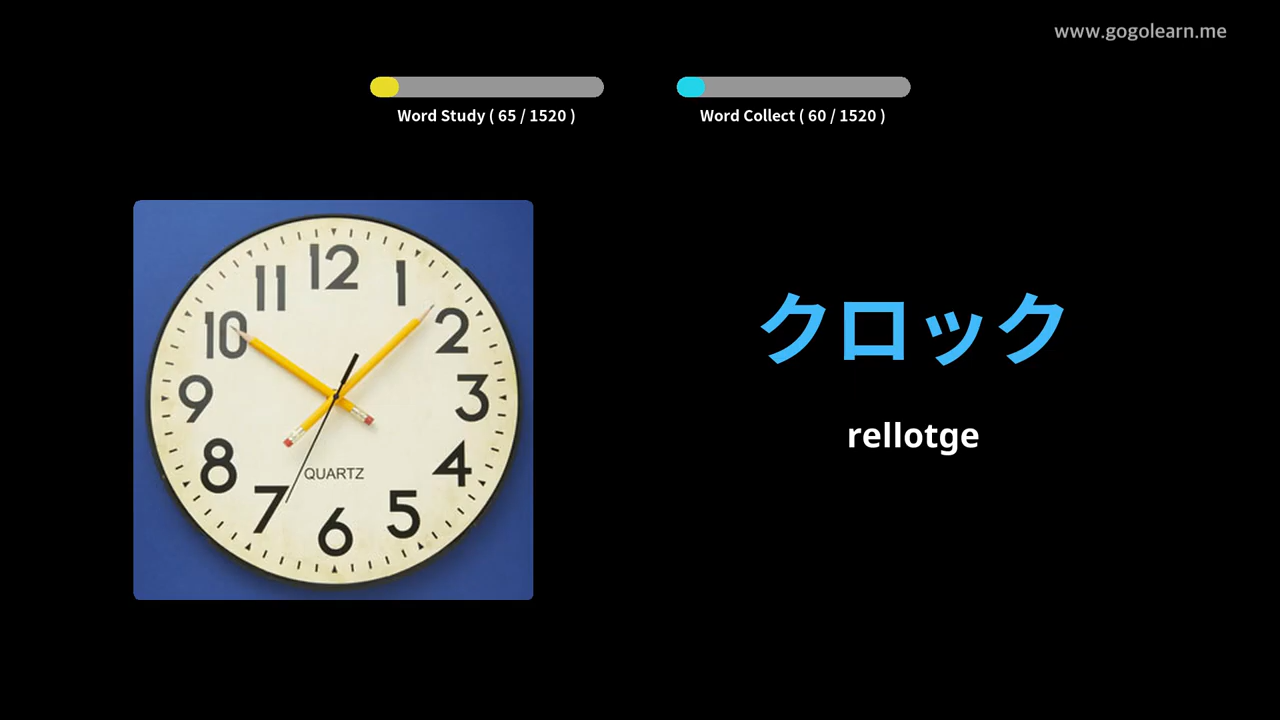 www.gogolearn.me
Word Study ( 65 / 1520 )
Word Collect ( 60 / 1520 )
12
1
2
3
4
5
6
7
8
9
10
11
QUARTZ
クロック
rellotge